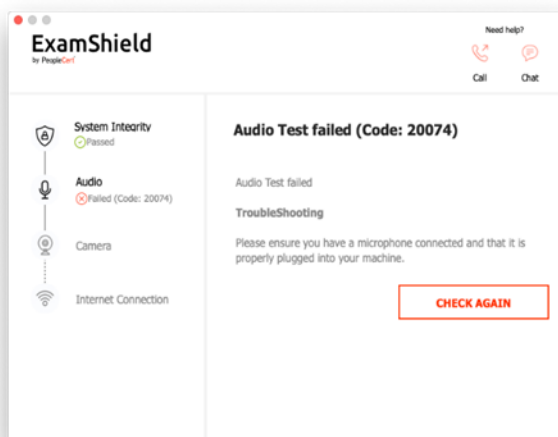 Need help?
ExamShield
by PeopleCert
Call
Chat
System Integrity
Passed
Audio
Failed (Code: 20074)
Camera
Internet Connection
Audio Test failed (Code: 20074)
Audio Test failed
TroubleShooting
Please ensure you have a microphone connected and that it is
properly plugged into your machine.
CHECK AGAIN